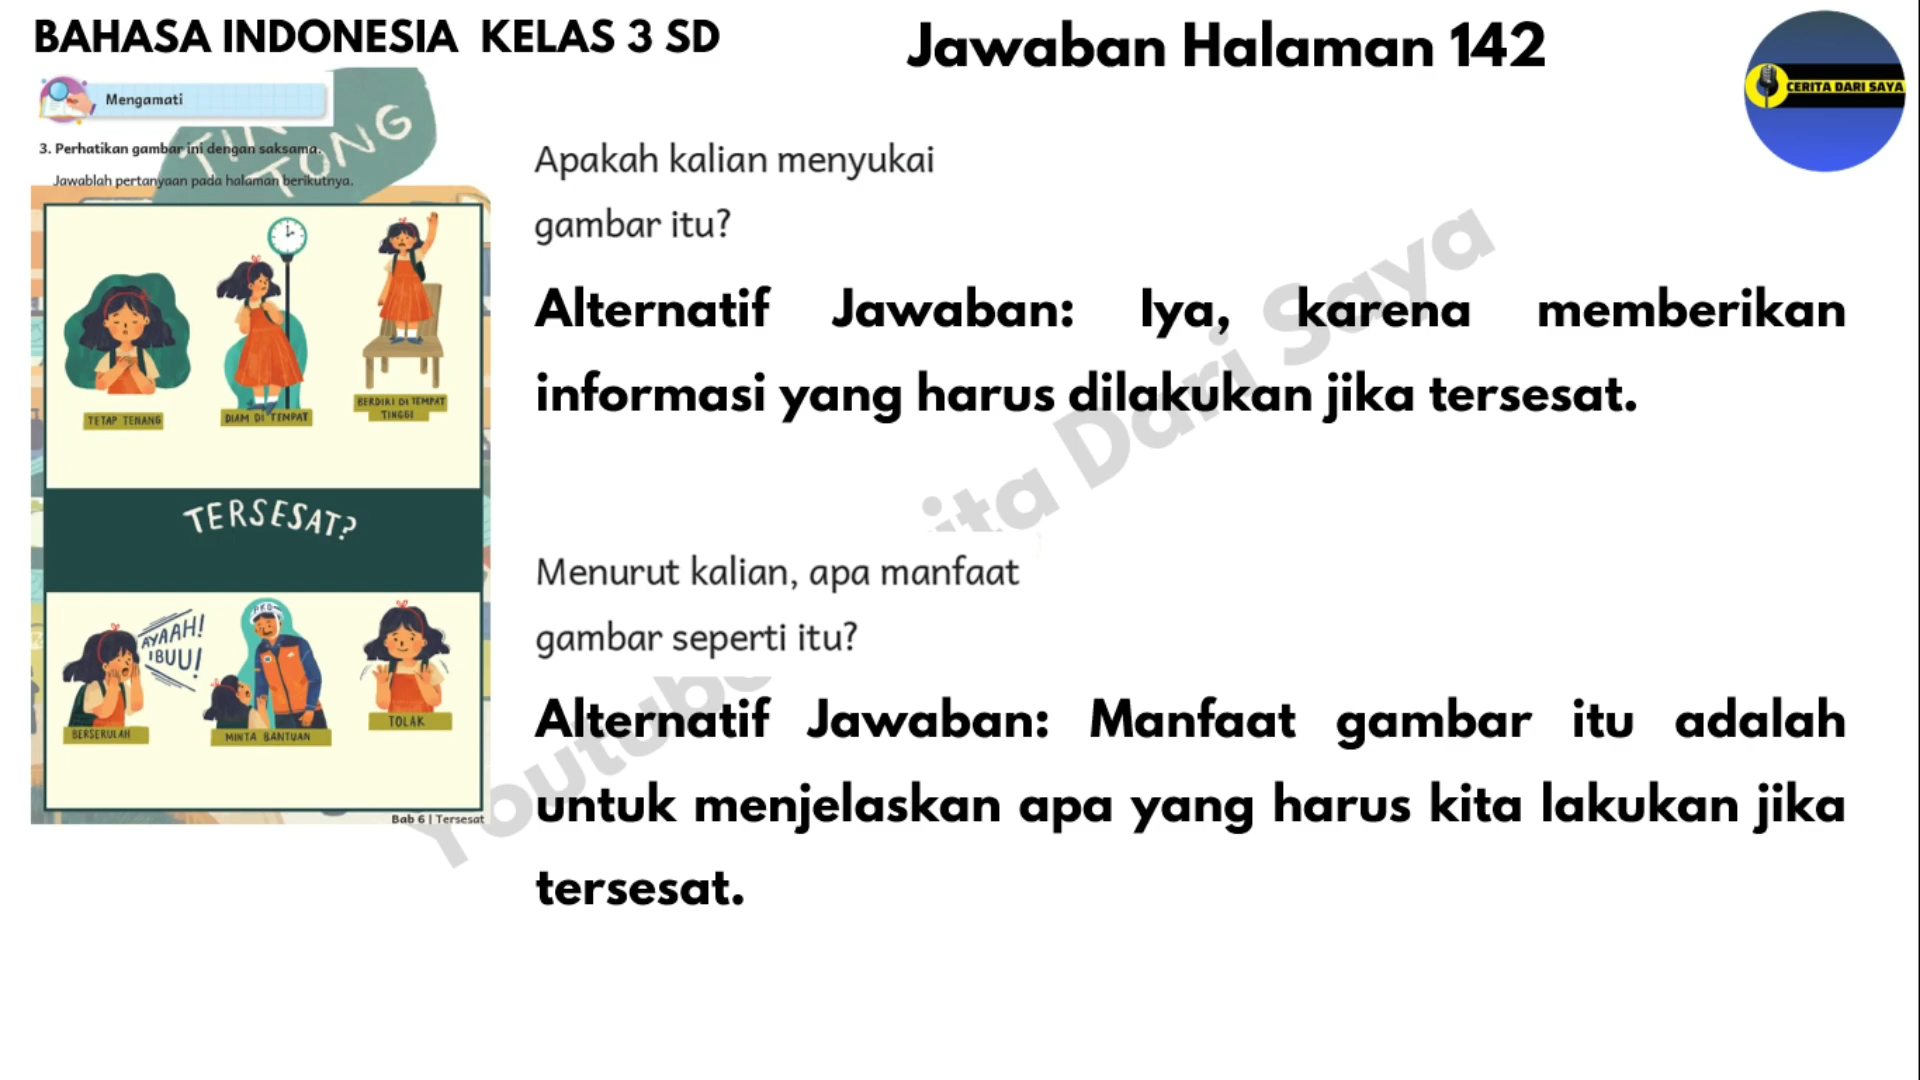 BAHASA INDONESIA KELAS 3 SD
Jawaban Halaman 142
CERITA DARI SAYA
Mengamati
TONG
3. Perhatikan gambar ini dengan saksama.
Jawablah pertanyaan pada halaman berikutnya.
TETAP TENANG
DIAM DI TEMPAT
BERDIRI DI TEMPAT
TINGGI
TERSESAT?
AYAAH!
IBUU!
PKD
BERSERULAH
MINTA BANTUAN
TOLAK
Bab 6 | Tersesat
Apakah kalian menyukai
gambar itu?
Alternatif Jawaban: Iya, karena memberikan
informasi yang harus dilakukan jika tersesat.
Menurut kalian, apa manfaat
gambar seperti itu?
Alternatif Jawaban: Manfaat gambar itu adalah
untuk menjelaskan apa yang harus kita lakukan jika
tersesat.
Youtube Dari Saya